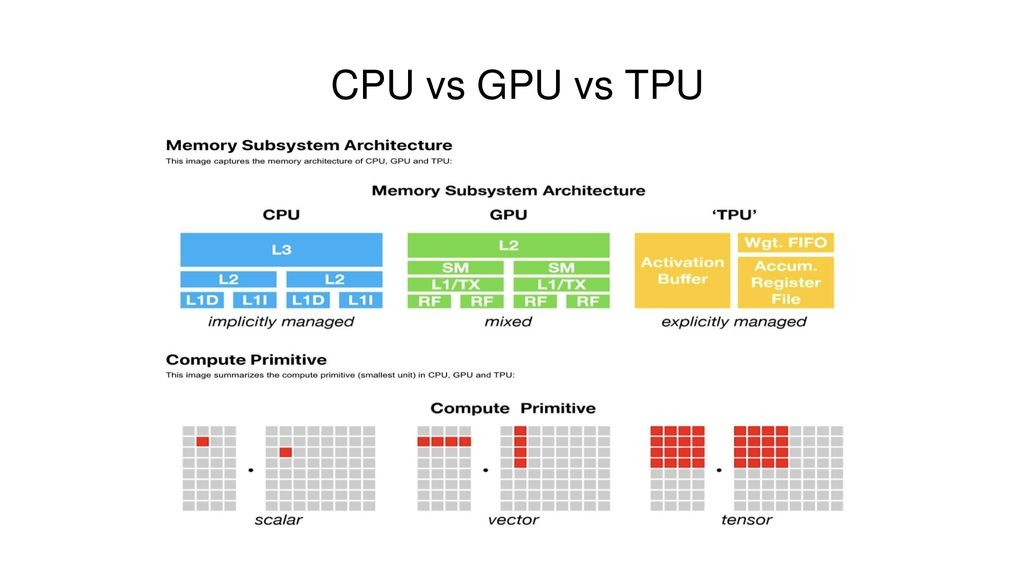 CPU vs GPU vs TPU
Memory Subsystem Architecture
This image captures the memory architecture of CPU, GPU and TPU:
Memory Subsystem Architecture
CPU
GPU
‘TPU’
L3
L2 L2
L1D L1I L1D L1I
L2
SM SM
L1/TX L1/TX
RF RF RF RF
Activation
Buffer
Wgt. FIFO
Accum.
Register
File
implicitly managed
mixed
explicitly managed
Compute Primitive
This image summarizes the compute primitive (smallest unit) in CPU, GPU and TPU:
Compute Primitive
scalar
vector
tensor